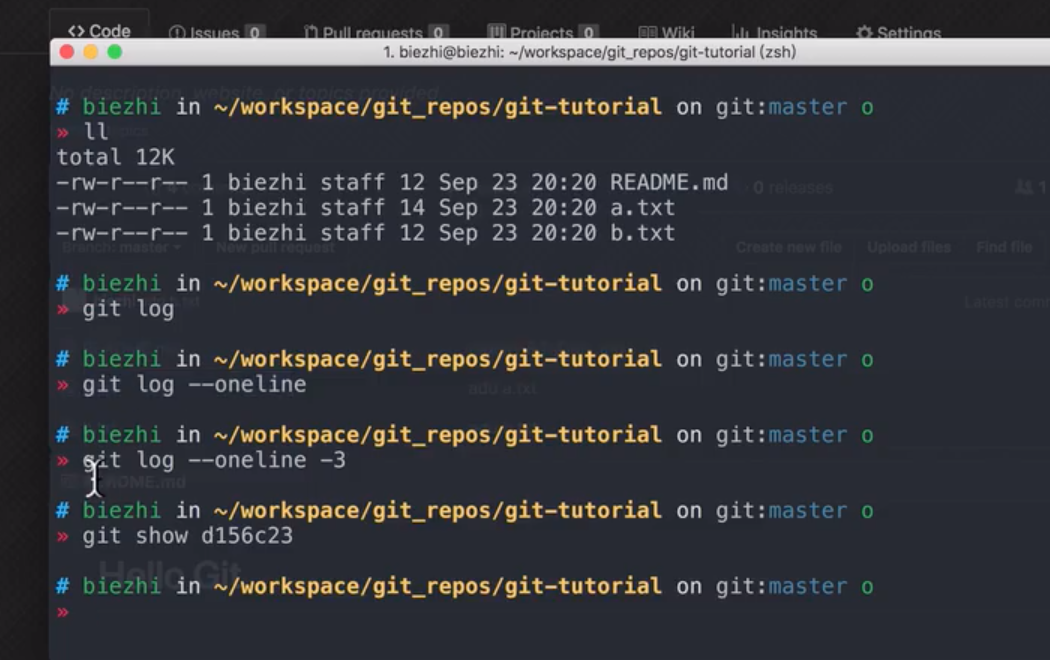 Code Issues 0 Pull requests 0 Projects 0 Wiki Insights Settings
1. biezhi@biezhi: ~/workspace/git_repos/git-tutorial (zsh)
No description, website, or topics provided
# biezhi in ~/workspace/git_repos/git-tutorial on git:master o
» ll
total 12K
-rw-r--r-- 1 biezhi staff 12 Sep 23 20:20 README.md
0 releases
1
-rw-r--r-- 1 biezhi staff 14 Sep 23 20:20 a.txt
-rw-r--r-- 1 biezhi staff 12 Sep 23 20:20 b.txt
Branch: master New pull request Create new file Upload files Find file
# biezhi in ~/workspace/git_repos/git-tutorial on git:master o
» git log
Latest comm
# biezhi in ~/workspace/git_repos/git-tutorial on git:master o
» git log --oneline
add a.txt
# biezhi in ~/workspace/git_repos/git-tutorial on git:master o
» git log --oneline -3
# biezhi in ~/workspace/git_repos/git-tutorial on git:master o
» git show d156c23
Hello Git
# biezhi in ~/workspace/git_repos/git-tutorial on git:master o
»